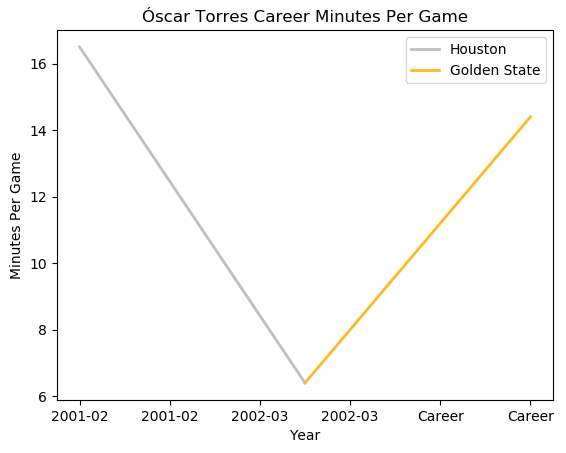 Óscar Torres Career Minutes Per Game
Houston
Golden State
Minutes Per Game
16
14
12
10
8
6
2001-02 2001-02 2002-03 2002-03 Career Career
Year